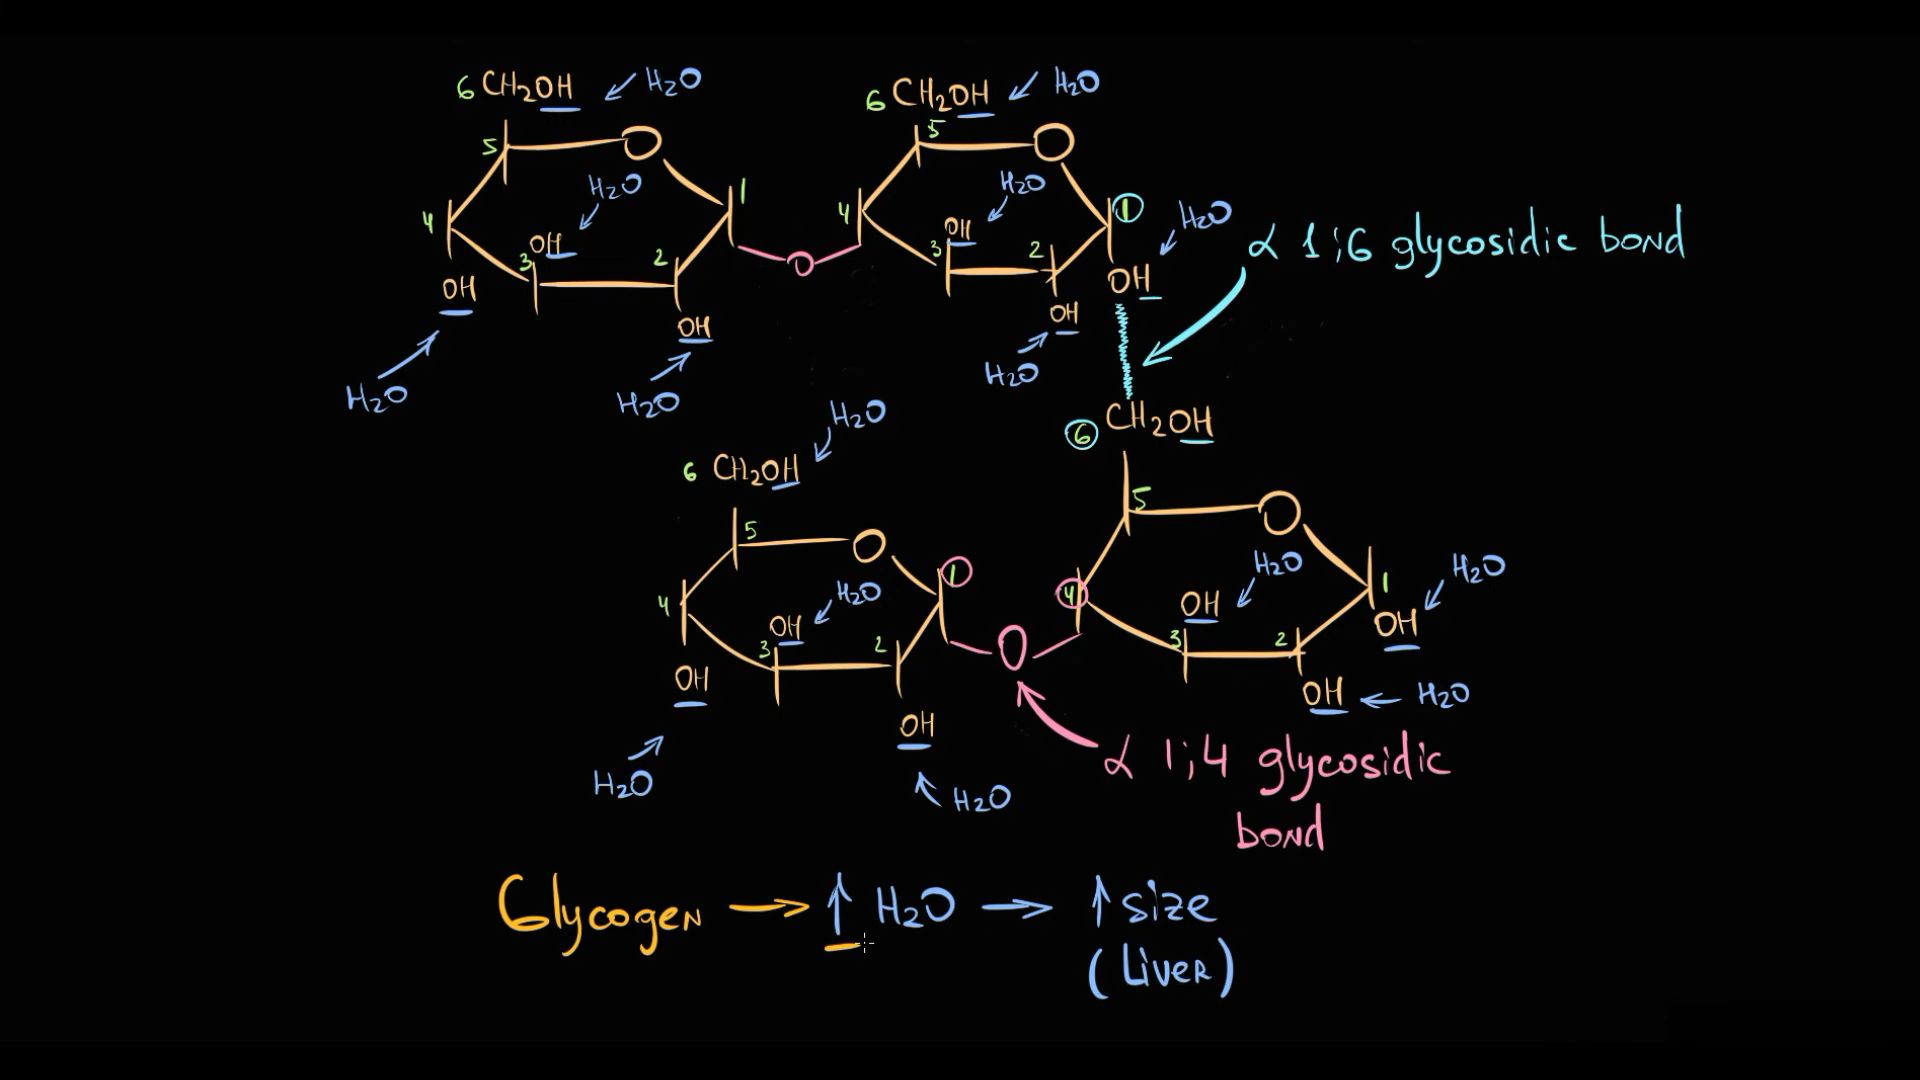 6 CH2OH ↙ H2O
6 CH2OH ↙ H2O
5 O
H2O
1
4
OH
3
2
OH
OH
H2O
H2O
O
5 O
H2O
4
OH
3
2
1
H2O
OH
OH
H2O
α 1;6 glycosidic bond
6 CH2OH
H2O
5 O
1
4
H2O
OH
3
2
OH
OH
H2O
H2O
O
6 CH2OH
5 O
4
H2O
OH
3
2
1
OH
H2O
OH ← H2O
α 1;4 glycosidic
bond
Glycogen → ↑ H2O → ↑ size
(Liver)